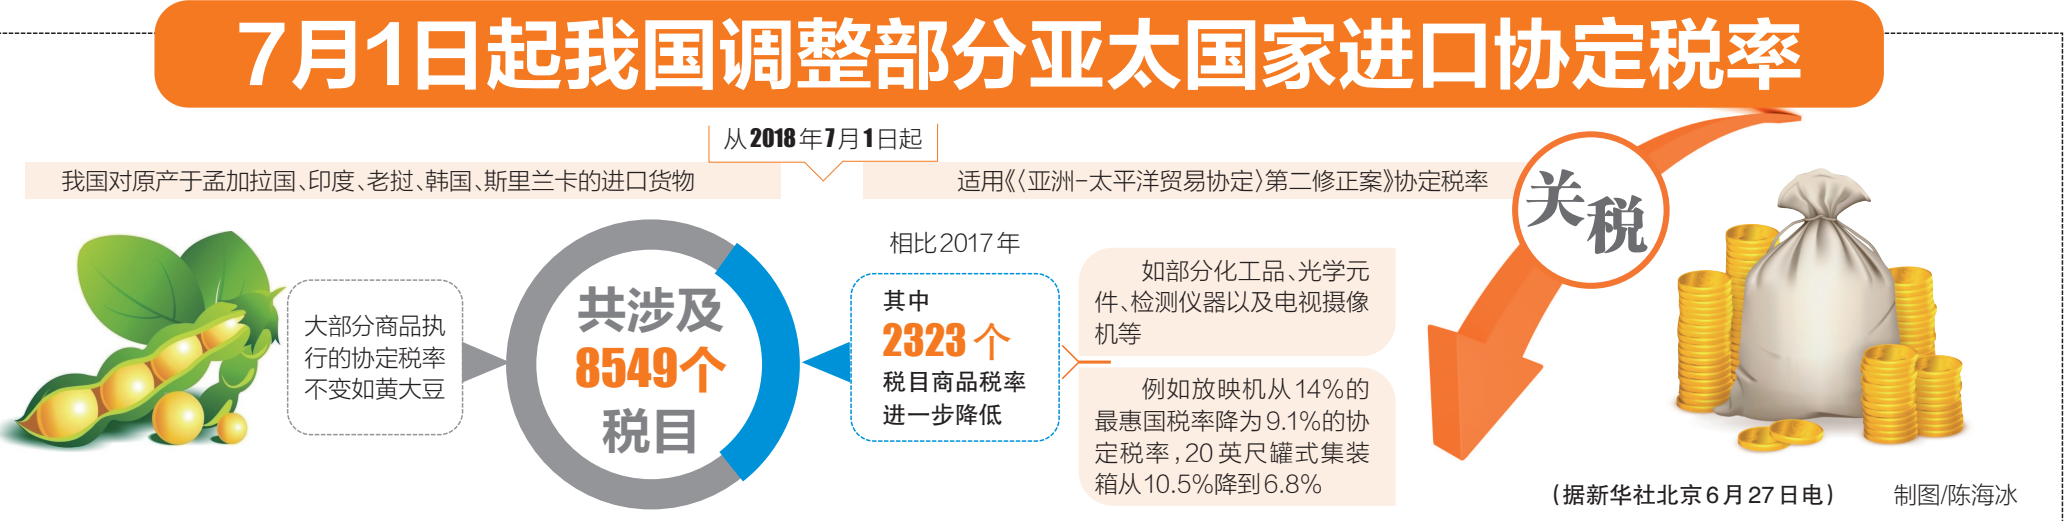 7月1日起我国调整部分亚太国家进口协定税率
从2018年7月1日起
我国对原产于孟加拉国、印度、老挝、韩国、斯里兰卡的进口货物
适用《〈亚洲-太平洋贸易协定〉第二修正案》协定税率
关税
大部分商品执
行的协定税率
不变如黄大豆
共涉及
8549个
税目
相比2017年
其中
2323个
税目商品税率
进一步降低
如部分化工品、光学元
件、检测仪器以及电视摄像
机等
例如放映机从14%的
最惠国税率降为9.1%的协
定税率,20英尺罐式集装
箱从10.5%降到6.8%
(据新华社北京6月27日电)
制图/陈海冰